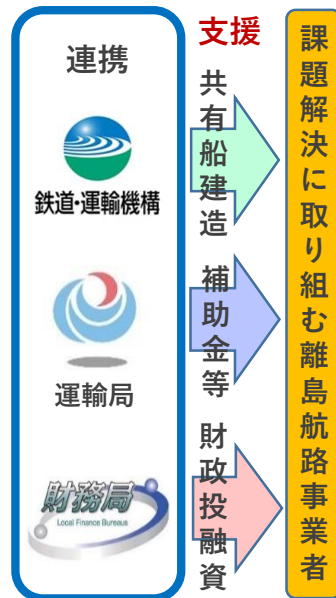 連携
鉄道・運輸機構
運輸局
財務局
Local Finance Bureaus
支援
共有船建造
補助金等
財政投融資
課題解決に取り組む離島航路事業者